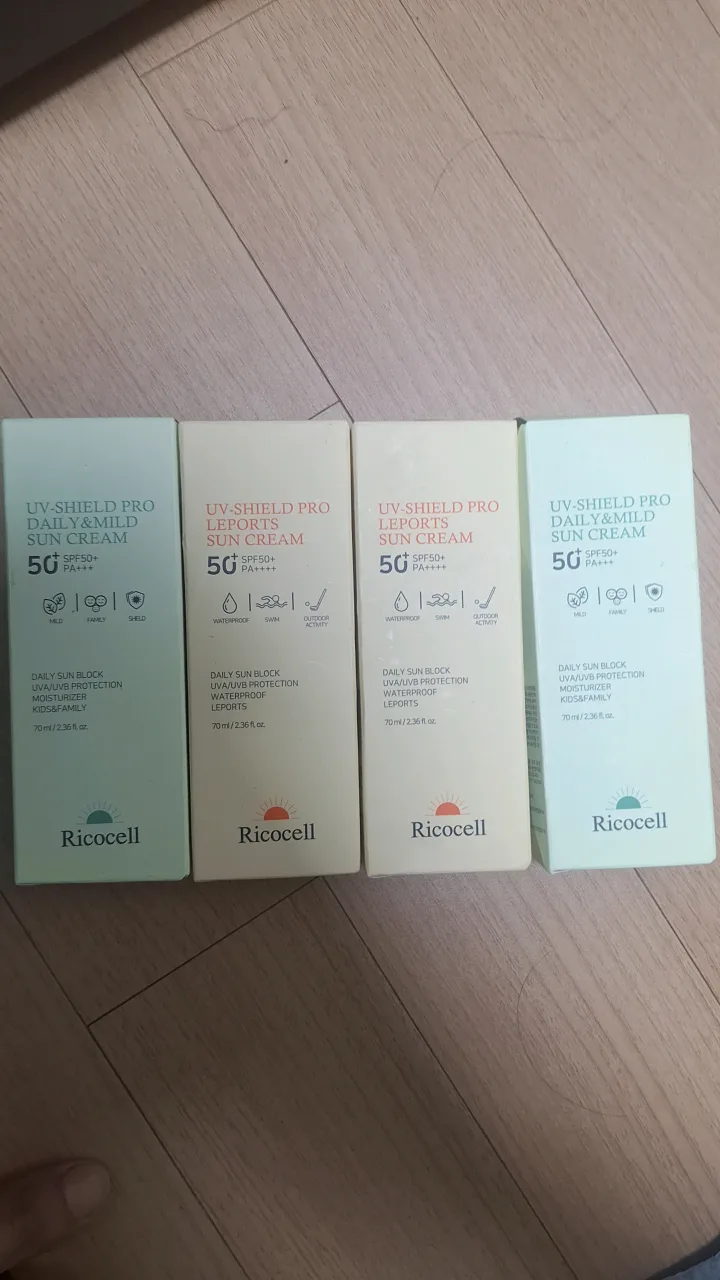 UV-SHIELD PRO
DAILY&MILD
SUN CREAM
50+ SPF50+
PA+++
MILD FAMILY SHIELD
DAILY SUN BLOCK
UVA/UVB PROTECTION
MOISTURIZER
KIDS&FAMILY
70 ml / 2.36 fl. oz.
Ricocell
UV-SHIELD PRO
LEPORTS
SUN CREAM
50+ SPF50+
PA++++
WATERPROOF SWIM OUTDOOR
ACTIVITY
DAILY SUN BLOCK
UVA/UVB PROTECTION
WATERPROOF
LEPORTS
70 ml / 2.36 fl. oz.
Ricocell
UV-SHIELD PRO
LEPORTS
SUN CREAM
50+ SPF50+
PA++++
WATERPROOF SWIM OUTDOOR
ACTIVITY
DAILY SUN BLOCK
UVA/UVB PROTECTION
WATERPROOF
LEPORTS
70 ml / 2.36 fl. oz.
Ricocell
UV-SHIELD PRO
DAILY&MILD
SUN CREAM
50+ SPF50+
PA+++
MILD FAMILY SHIELD
DAILY SUN BLOCK
UVA/UVB PROTECTION
MOISTURIZER
KIDS&FAMILY
70 ml / 2.36 fl. oz.
Ricocell